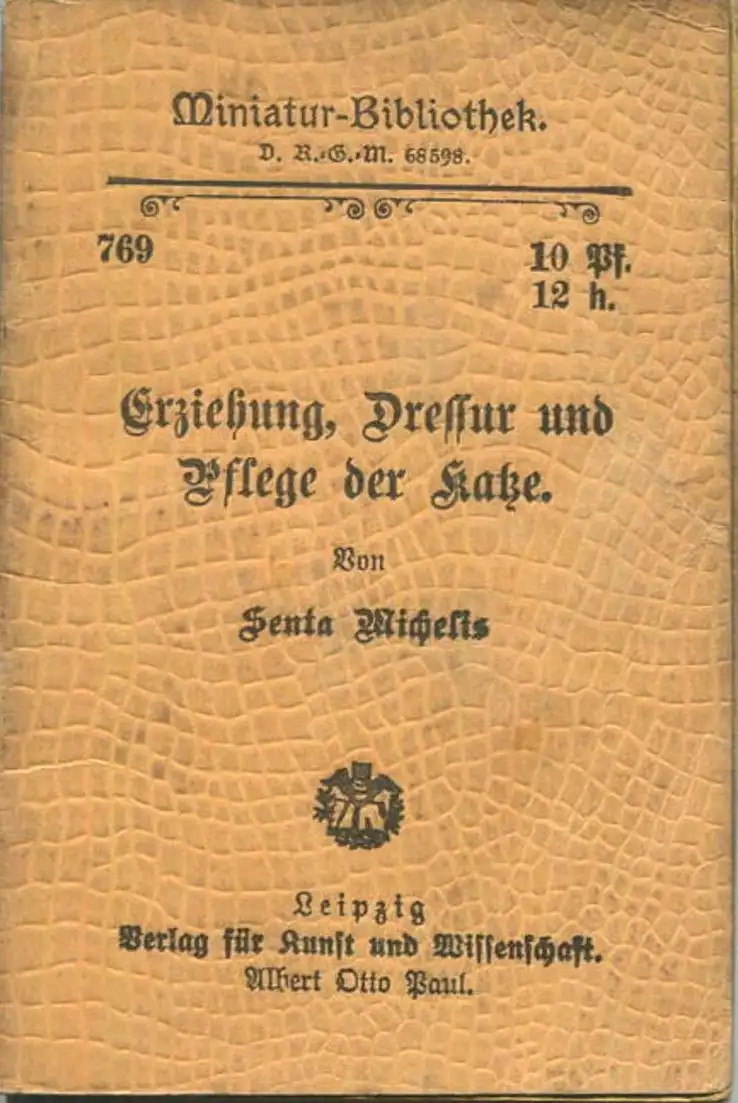 Miniatur-Bibliothek.
D. R.-G.-M. 68598.
769
10 Pf.
12 h.
Erziehung, Dressur und
Pflege der Katze.
Von
Senta Michelis
Leipzig
Verlag für Kunst und Wissenschaft.
Albert Otto Paul.